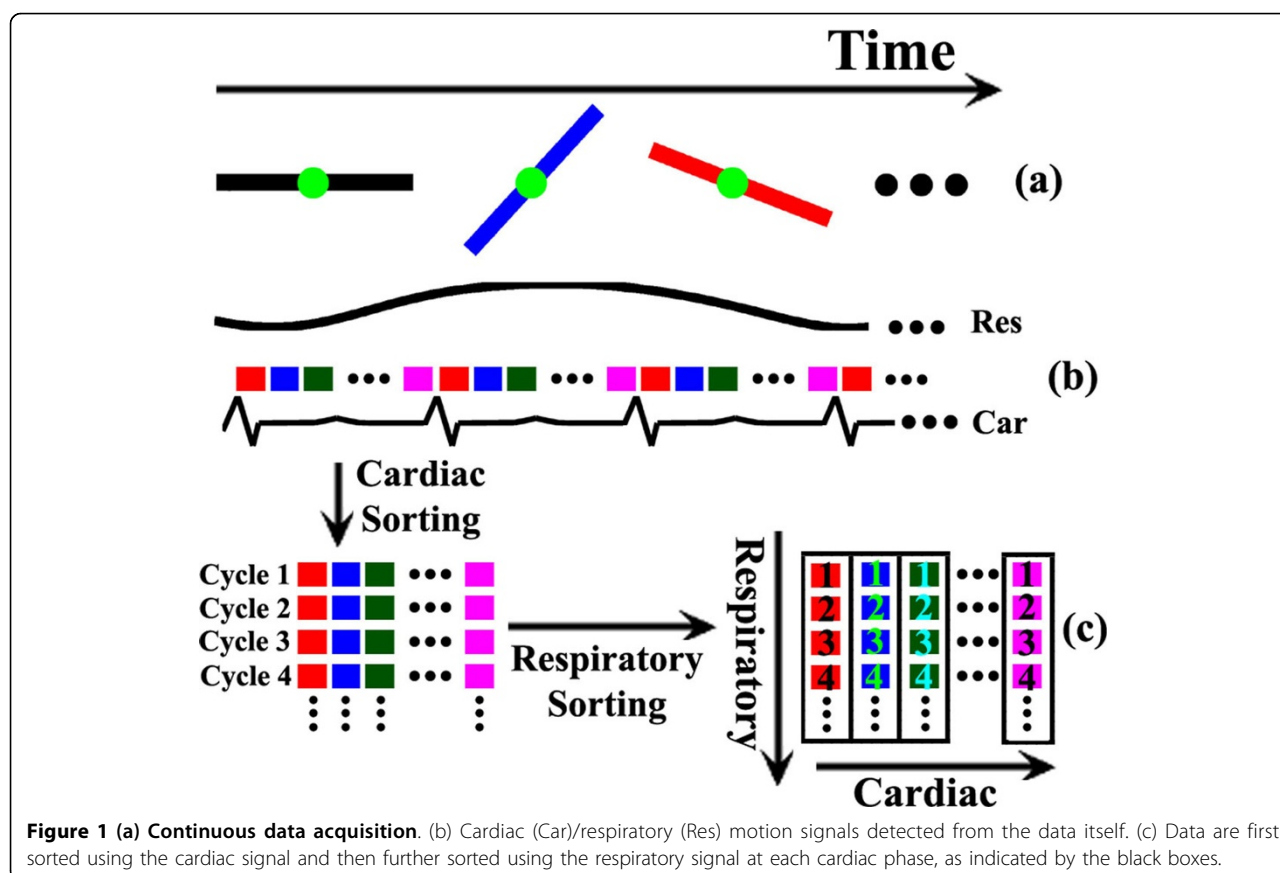 Time
(a)
Res
(b)
Car
Cardiac
Sorting
Cycle 1
Cycle 2
Cycle 3
Cycle 4
Respiratory
Sorting
Respiratory
1 1 1 1
2 2 2 2
3 3 3 3
4 4 4 4
(c)
Cardiac
Figure 1 (a) Continuous data acquisition. (b) Cardiac (Car)/respiratory (Res) motion signals detected from the data itself. (c) Data are first
sorted using the cardiac signal and then further sorted using the respiratory signal at each cardiac phase, as indicated by the black boxes.